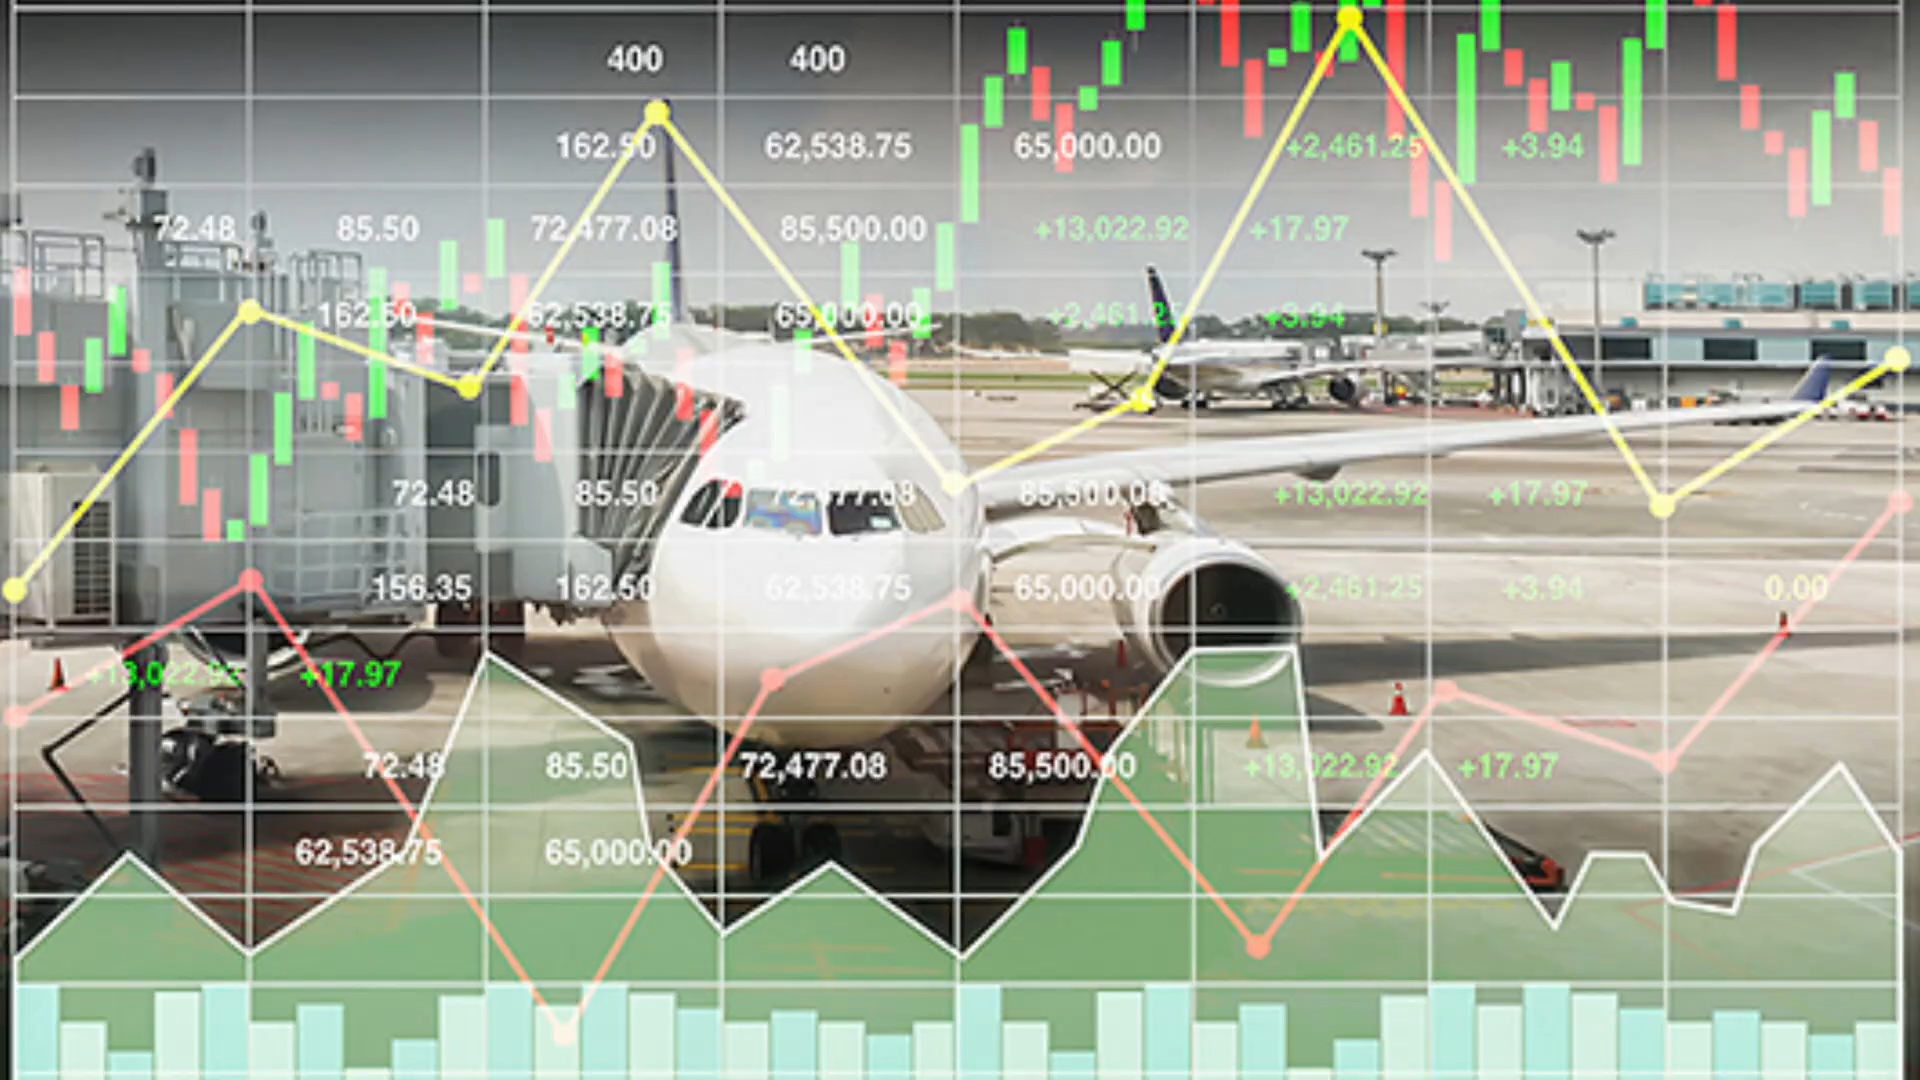 400 400
162.50 62,538.75 65,000.00 +2,461.25 +3.94
72.48 85.50 72,477.08 85,500.00 +13,022.92 +17.97
162.50 62,538.75 65,000.00 +2,461.25 +3.94
72.48 85.50 72,477.08 85,500.08 +13,022.92 +17.97
156.35 162.50 62,538.75 65,000.00 +2,461.25 +3.94 0.00
+13,022.92 +17.97
72.48 85.50 72,477.08 85,500.00 +13,022.92 +17.97
62,538.75 65,000.00